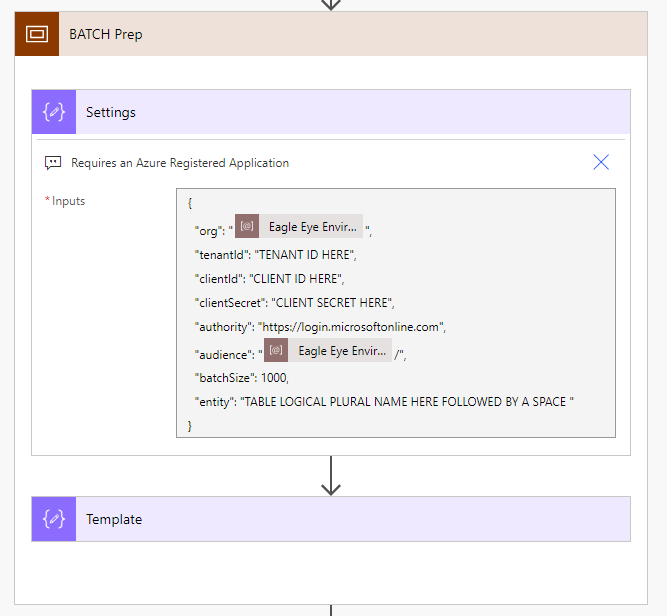 BATCH Prep
Settings
Requires an Azure Registered Application
* Inputs
{
"org": " Eagle Eye Envir... ",
"tenantId": "TENANT ID HERE",
"clientId": "CLIENT ID HERE",
"clientSecret": "CLIENT SECRET HERE",
"authority": "https://login.microsoftonline.com",
"audience": " Eagle Eye Envir... /",
"batchSize": 1000,
"entity": "TABLE LOGICAL PLURAL NAME HERE FOLLOWED BY A SPACE "
}
Template